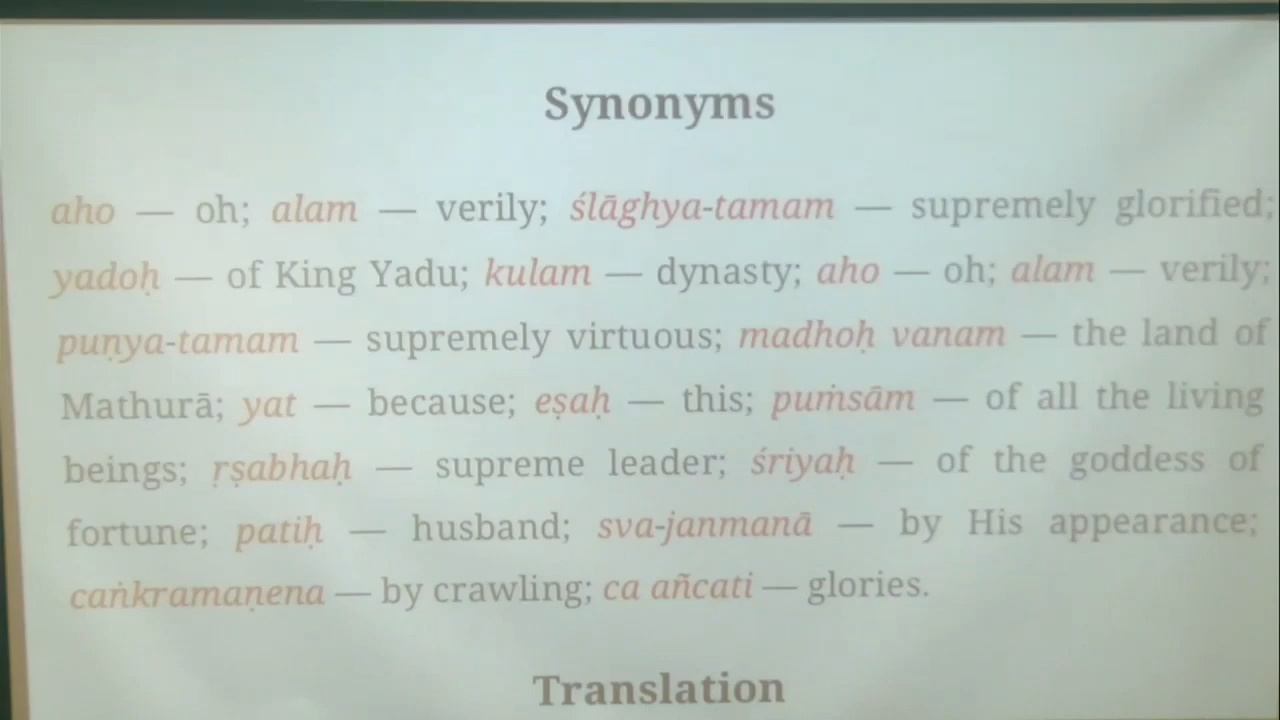 Synonyms
aho — oh; alam — verily; ślāghya-tamam — supremely glorified;
yadoḥ — of King Yadu; kulam — dynasty; aho — oh; alam — verily;
puṇya-tamam — supremely virtuous; madhoḥ vanam — the land of
Mathurā; yat — because; eṣaḥ — this; puṁsām — of all the living
beings; ṛṣabhaḥ — supreme leader; śriyaḥ — of the goddess of
fortune; patiḥ — husband; sva-janmanā — by His appearance;
caṅkramaṇena — by crawling; ca añcati — glories.
Translation